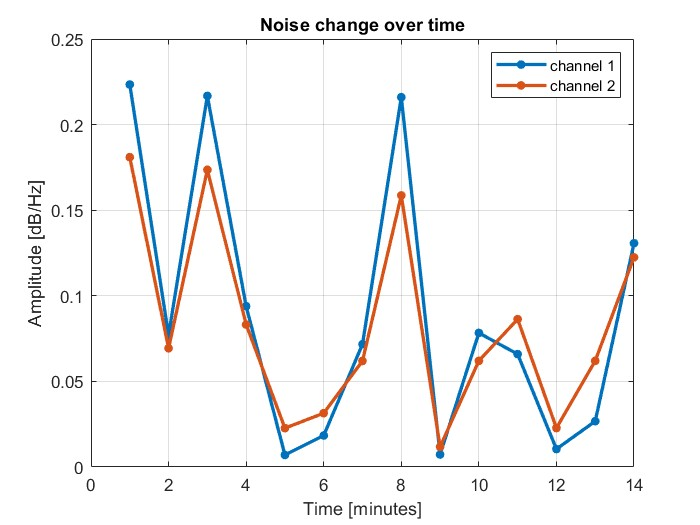 Noise change over time
channel 1
channel 2
Amplitude [dB/Hz]
0.25
0.2
0.15
0.1
0.05
0
0 2 4 6 8 10 12 14
Time [minutes]